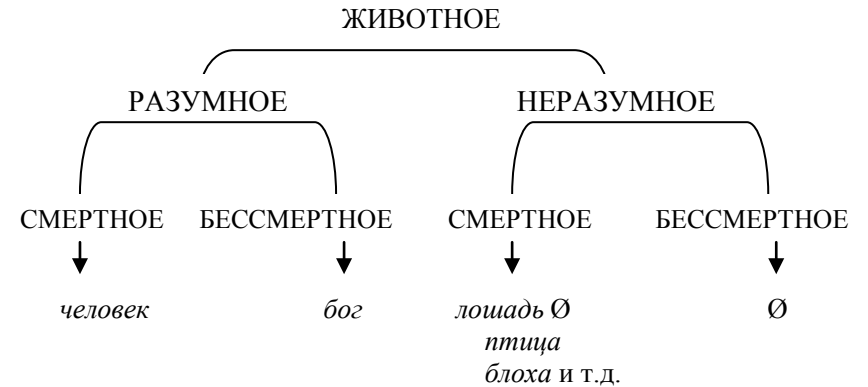 ЖИВОТНОЕ
РАЗУМНОЕ НЕРАЗУМНОЕ
СМЕРТНОЕ БЕССМЕРТНОЕ СМЕРТНОЕ БЕССМЕРТНОЕ
человек бог лошадь Ø Ø
птица
блоха и т.д.